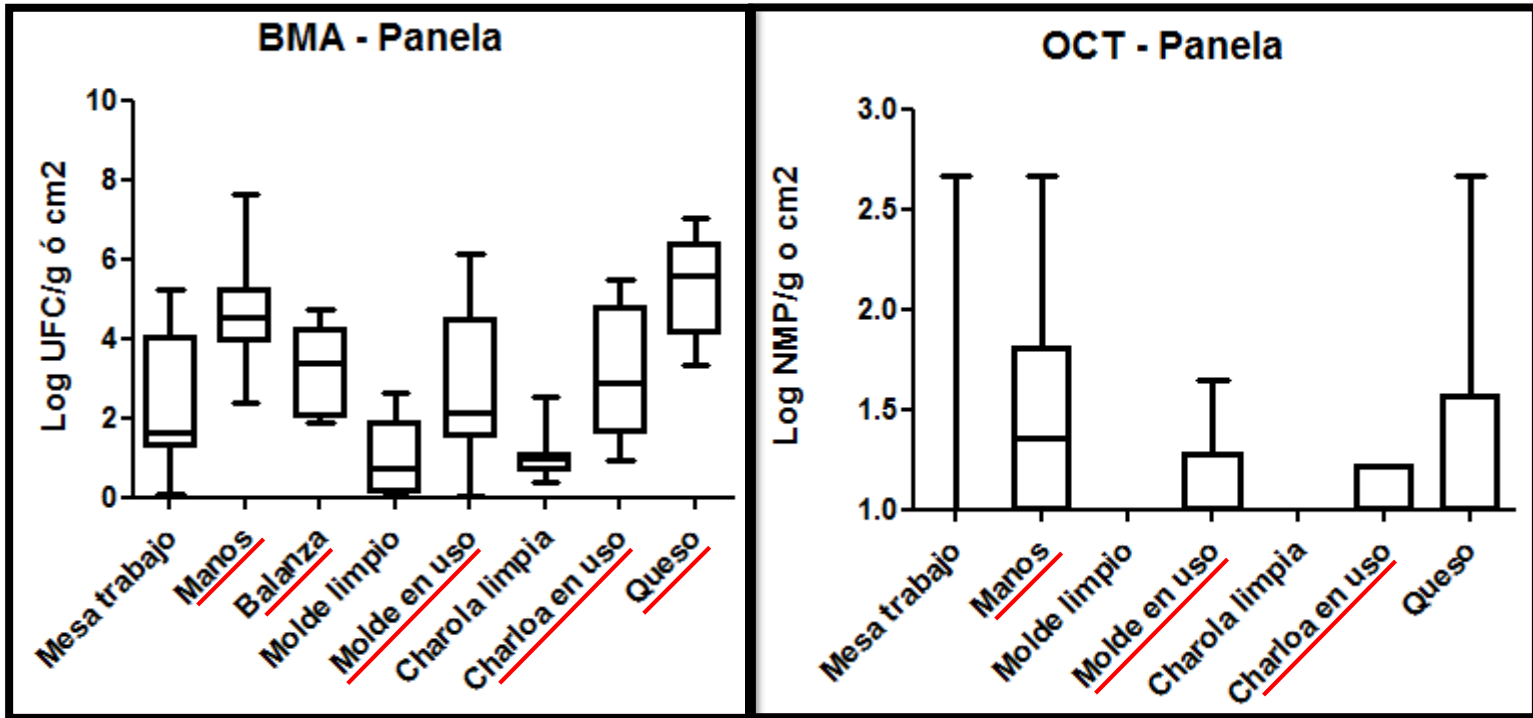 BMA - Panela
Log UFC/g ó cm2
10
8
6
4
2
0
Mesa trabajo
Manos
Balanza
Molde limpio
Molde en uso
Charola limpia
Charloa en uso
Queso
OCT - Panela
Log NMP/g o cm2
3.0
2.5
2.0
1.5
1.0
Mesa trabajo
Manos
Molde limpio
Molde en uso
Charola limpia
Charloa en uso
Queso